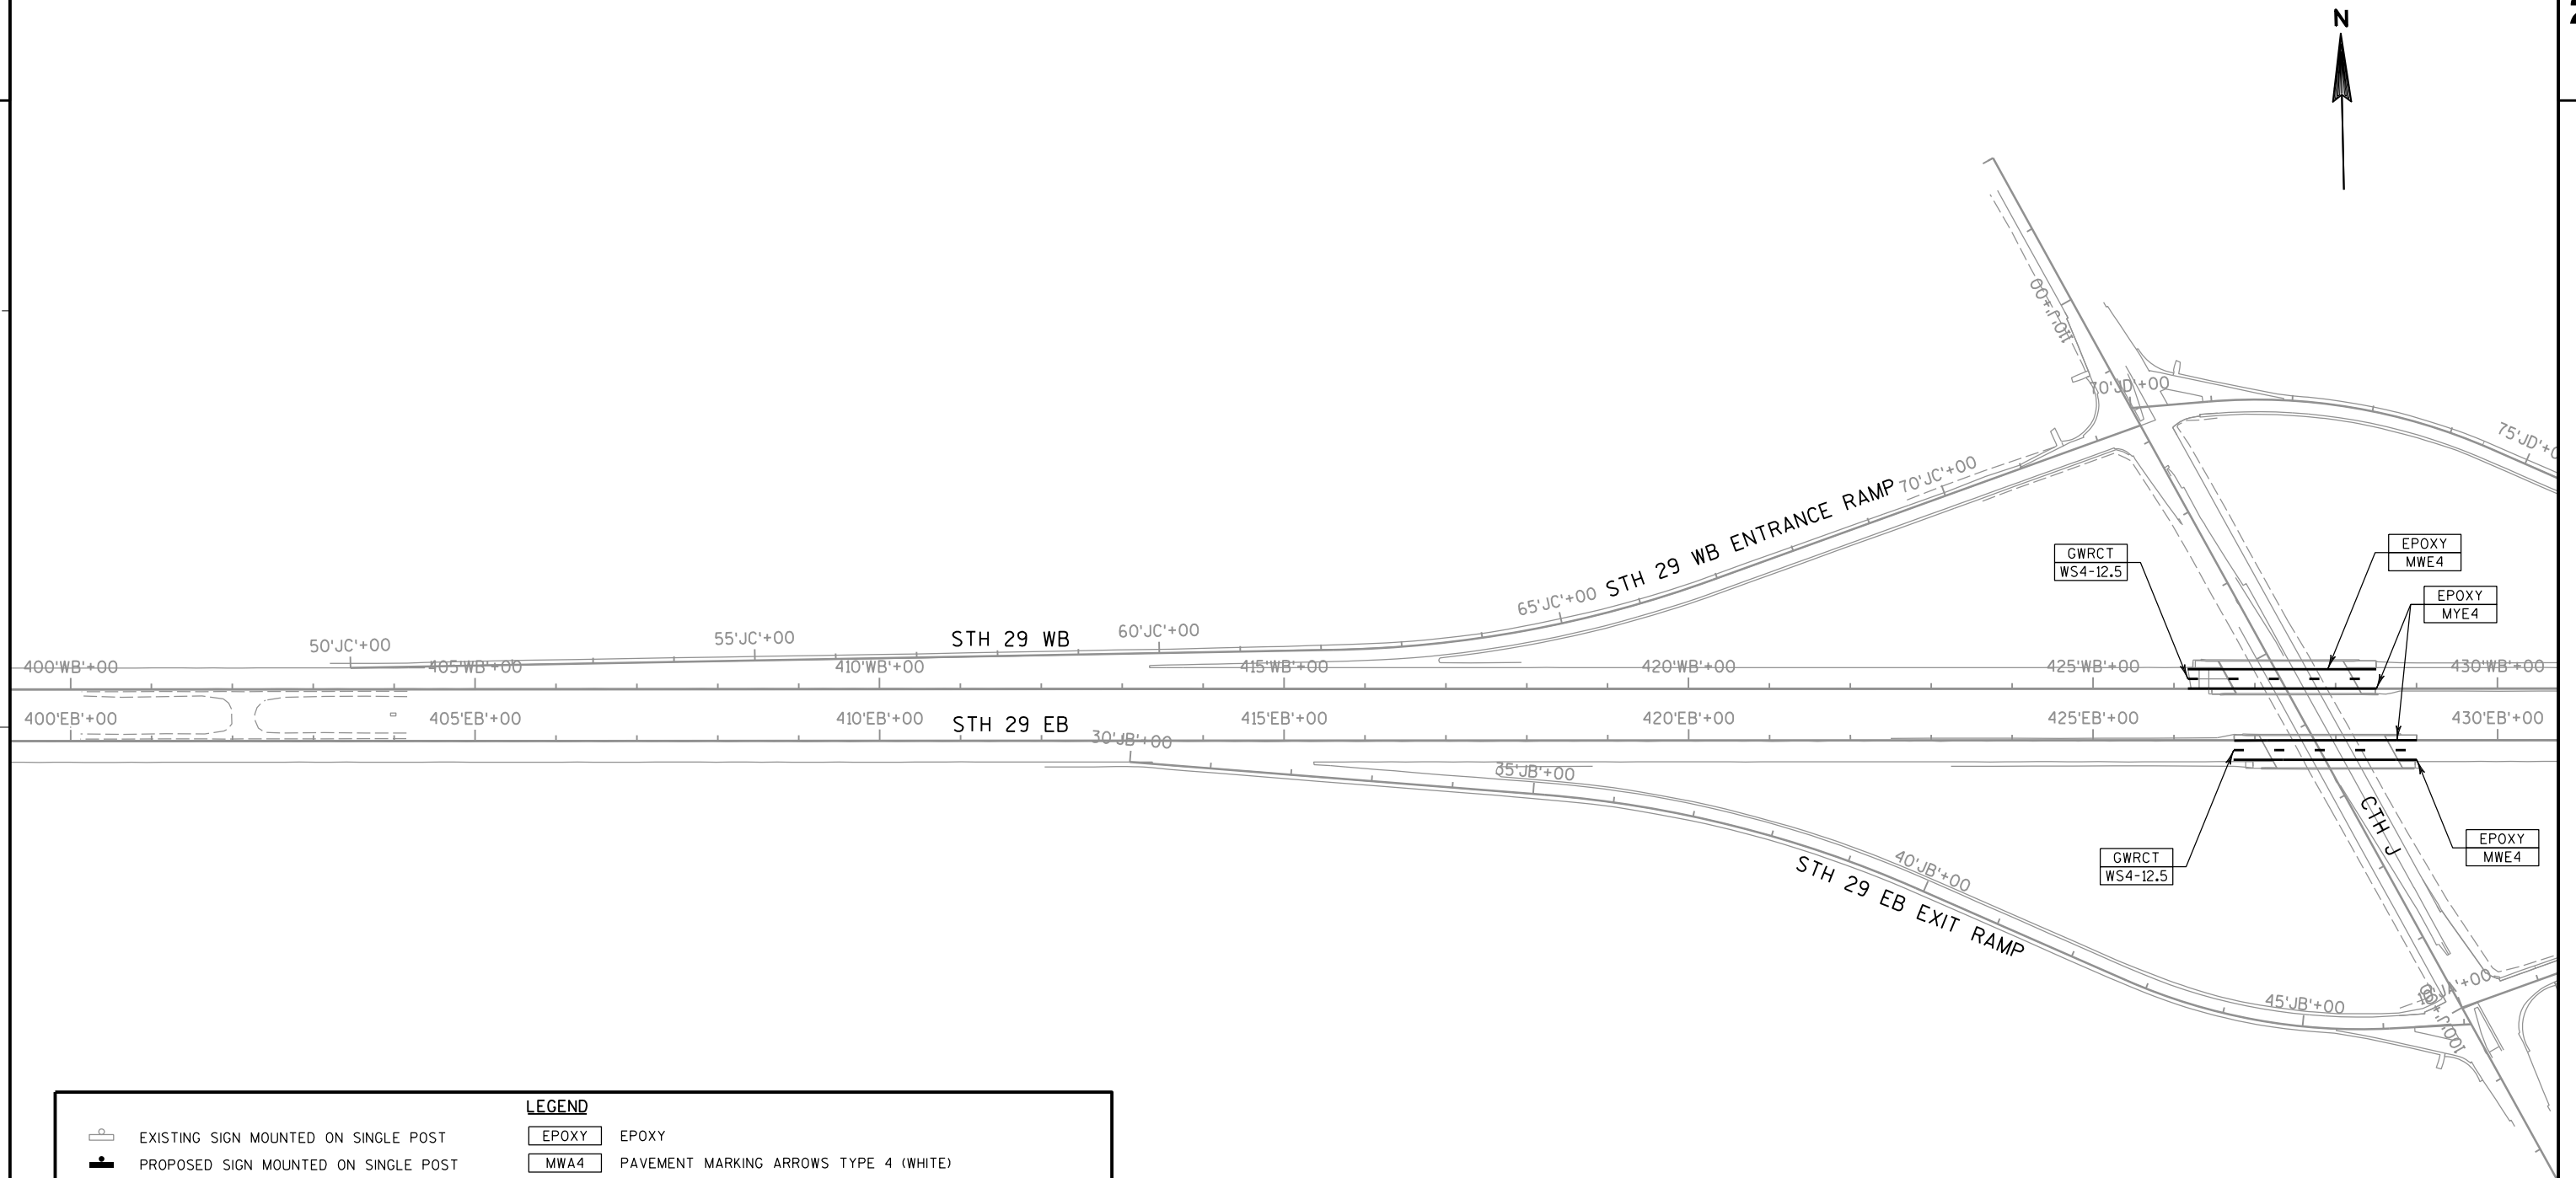 N
110'J'+00
70'JD'+00
75'JD'+0
70'JC'+00
STH 29 WB ENTRANCE RAMP
65'JC'+00
EPOXY
MWE4
GWRCT
WS4-12.5
EPOXY
MYE4
50'JC'+00
55'JC'+00
STH 29 WB
60'JC'+00
400'WB'+00
405'WB'+00
410'WB'+00
415'WB'+00
420'WB'+00
425'WB'+00
430'WB'+00
400'EB'+00
405'EB'+00
410'EB'+00
STH 29 EB
415'EB'+00
420'EB'+00
425'EB'+00
430'EB'+00
30'JB'+00
35'JB'+00
CTH J
40'JB'+00
STH 29 EB EXIT RAMP
GWRCT
WS4-12.5
EPOXY
MWE4
45'JB'+00
100'J'+00
LEGEND
EXISTING SIGN MOUNTED ON SINGLE POST
EPOXY EPOXY
PROPOSED SIGN MOUNTED ON SINGLE POST
MWA4 PAVEMENT MARKING ARROWS TYPE 4 (WHITE)